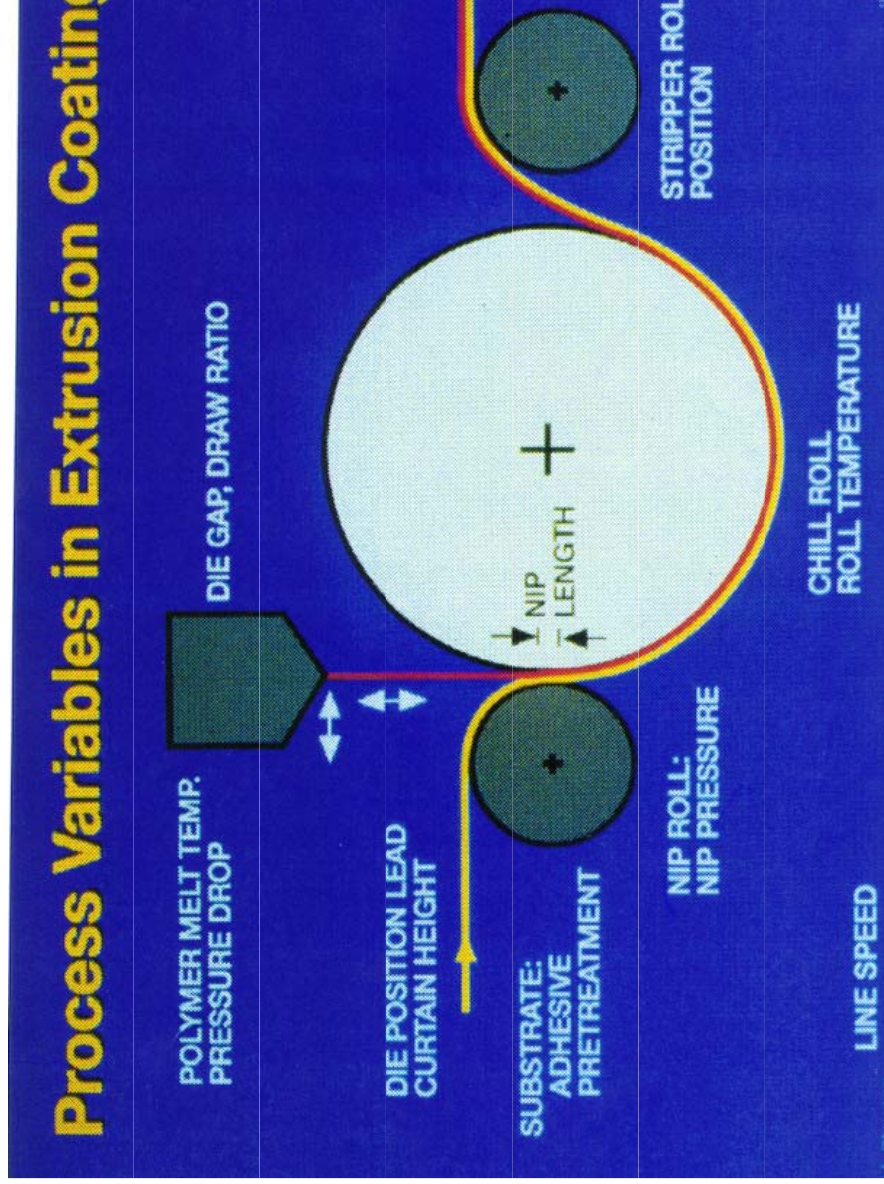 Process Variables in Extrusion Coating
POLYMER MELT TEMP.
PRESSURE DROP
DIE GAP, DRAW RATIO
DIE POSITION LEAD
CURTAIN HEIGHT
SUBSTRATE:
ADHESIVE
PRETREATMENT
NIP
LENGTH
NIP ROLL:
NIP PRESSURE
STRIPPER ROL
POSITION
CHILL ROLL
ROLL TEMPERATURE
LINE SPEED